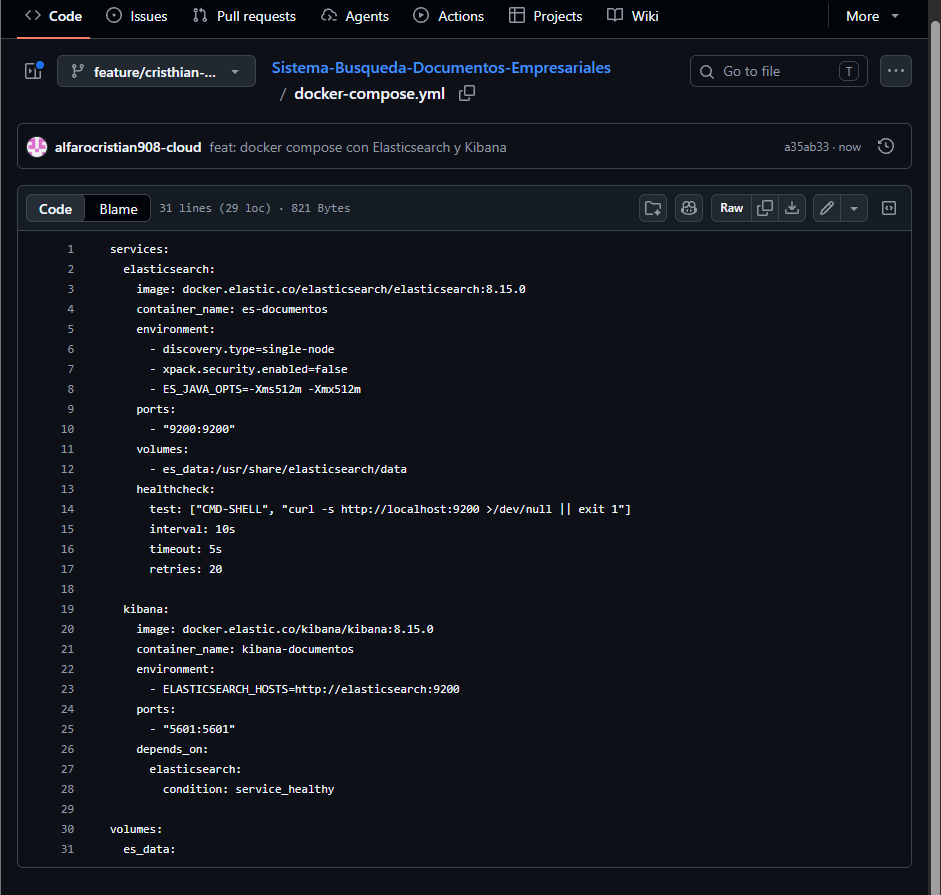 Code Issues Pull requests Agents Actions Projects Wiki More
feature/cristhian-... Sistema-Busqueda-Documentos-Empresariales Go to file T
/ docker-compose.yml
alfarocristian908-cloud feat: docker compose con Elasticsearch y Kibana a35ab33 · now
Code Blame 31 lines (29 loc) · 821 Bytes Raw
1 services:
2   elasticsearch:
3     image: docker.elastic.co/elasticsearch/elasticsearch:8.15.0
4     container_name: es-documentos
5     environment:
6       - discovery.type=single-node
7       - xpack.security.enabled=false
8       - ES_JAVA_OPTS=-Xms512m -Xmx512m
9     ports:
10       - "9200:9200"
11     volumes:
12       - es_data:/usr/share/elasticsearch/data
13     healthcheck:
14       test: ["CMD-SHELL", "curl -s http://localhost:9200 >/dev/null || exit 1"]
15       interval: 10s
16       timeout: 5s
17       retries: 20
18
19   kibana:
20     image: docker.elastic.co/kibana/kibana:8.15.0
21     container_name: kibana-documentos
22     environment:
23       - ELASTICSEARCH_HOSTS=http://elasticsearch:9200
24     ports:
25       - "5601:5601"
26     depends_on:
27       elasticsearch:
28         condition: service_healthy
29
30 volumes:
31   es_data: